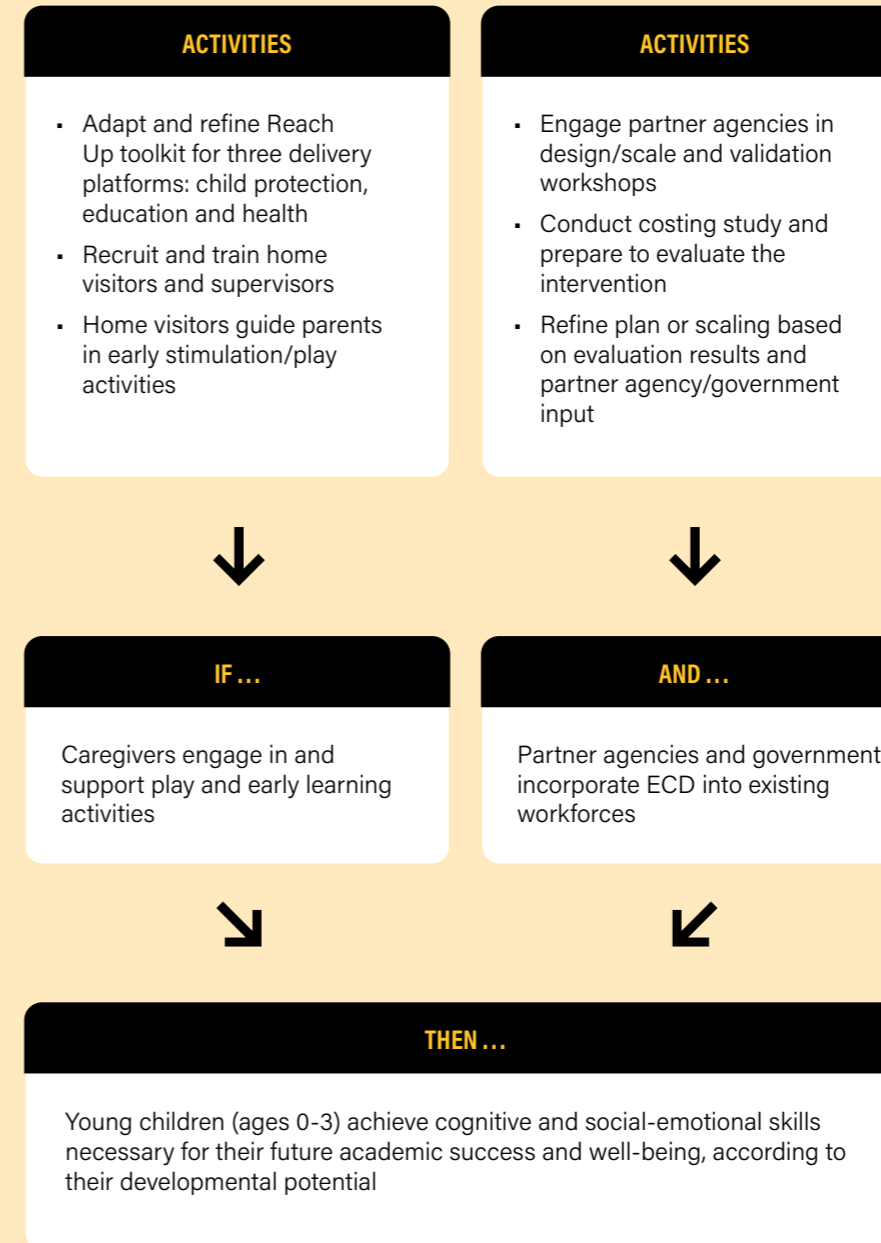 ACTIVITIES
▪ Adapt and refine Reach
Up toolkit for three delivery
platforms: child protection,
education and health
▪ Recruit and train home
visitors and supervisors
▪ Home visitors guide parents
in early stimulation/play
activities
ACTIVITIES
▪ Engage partner agencies in
design/scale and validation
workshops
▪ Conduct costing study and
prepare to evaluate the
intervention
▪ Refine plan or scaling based
on evaluation results and
partner agency/government
input
IF ...
Caregivers engage in and
support play and early learning
activities
AND ...
Partner agencies and government
incorporate ECD into existing
workforces
THEN ...
Young children (ages 0-3) achieve cognitive and social-emotional skills
necessary for their future academic success and well-being, according to
their developmental potential